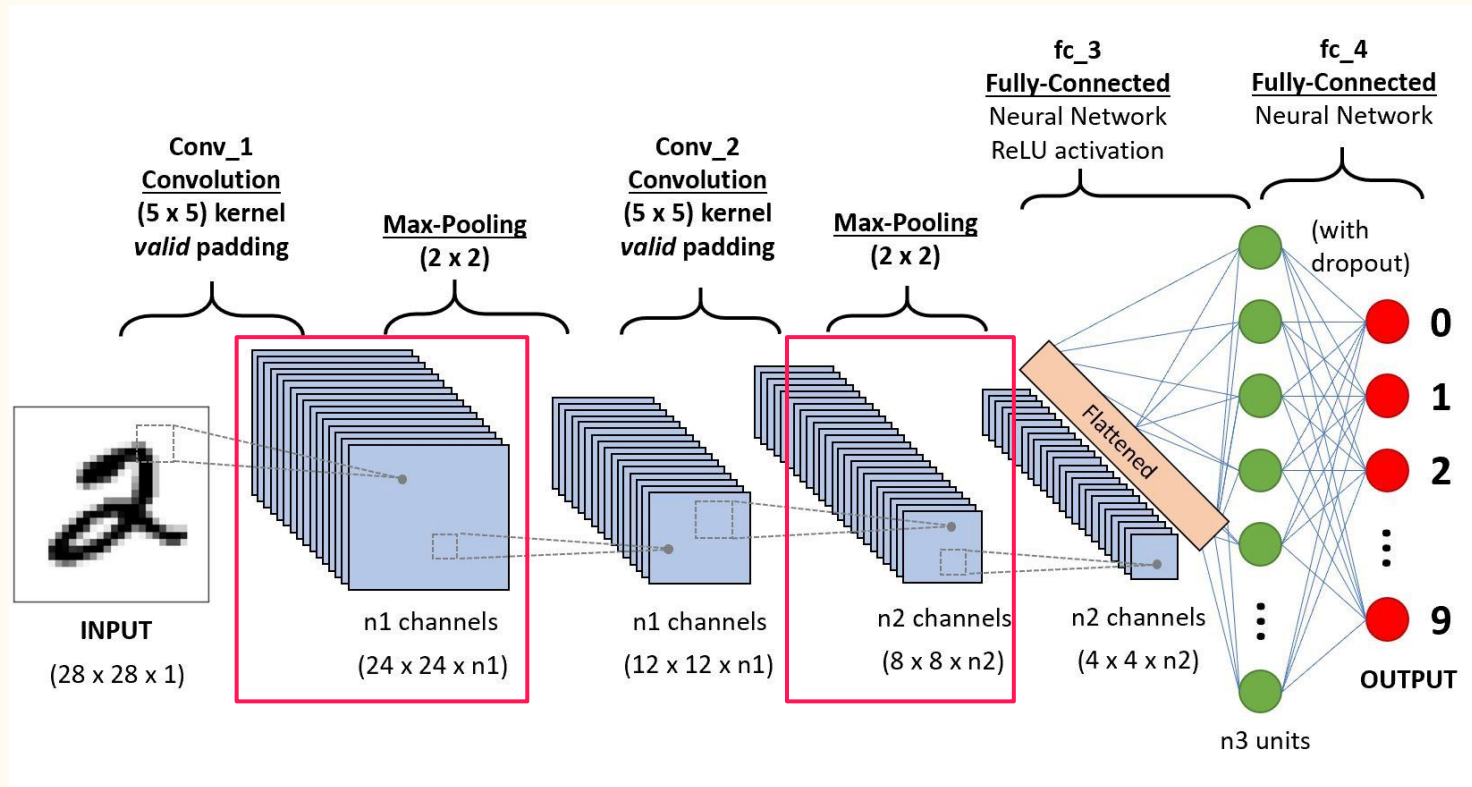 Conv_1
Convolution
(5 x 5) kernel
valid padding
Max-Pooling
(2 x 2)
Conv_2
Convolution
(5 x 5) kernel
valid padding
Max-Pooling
(2 x 2)
fc_3
Fully-Connected
Neural Network
ReLU activation
fc_4
Fully-Connected
Neural Network
(with
dropout)
INPUT
(28 x 28 x 1)
n1 channels
(24 x 24 x n1)
n1 channels
(12 x 12 x n1)
n2 channels
(8 x 8 x n2)
n2 channels
(4 x 4 x n2)
Flattened
n3 units
0
1
2
9
OUTPUT